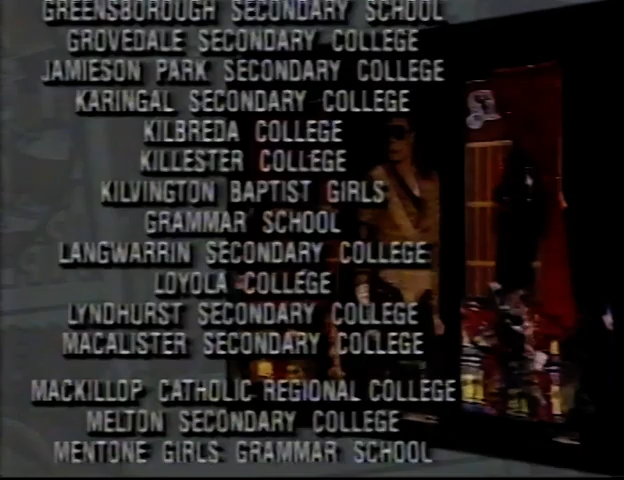 GREENSBOROUGH SECONDARY SCHOOL
GROVEDALE SECONDARY COLLEGE
JAMIESON PARK SECONDARY COLLEGE
KARINGAL SECONDARY COLLEGE
KILBREDA COLLEGE
KILLESTER COLLEGE
KILVINGTON BAPTIST GIRLS
GRAMMAR SCHOOL
LANGWARRIN SECONDARY COLLEGE
LOYOLA COLLEGE
LYNDHURST SECONDARY COLLEGE
MACALISTER SECONDARY COLLEGE
MACKILLOP CATHOLIC REGIONAL COLLEGE
MELTON SECONDARY COLLEGE
MENTONE GIRLS GRAMMAR SCHOOL